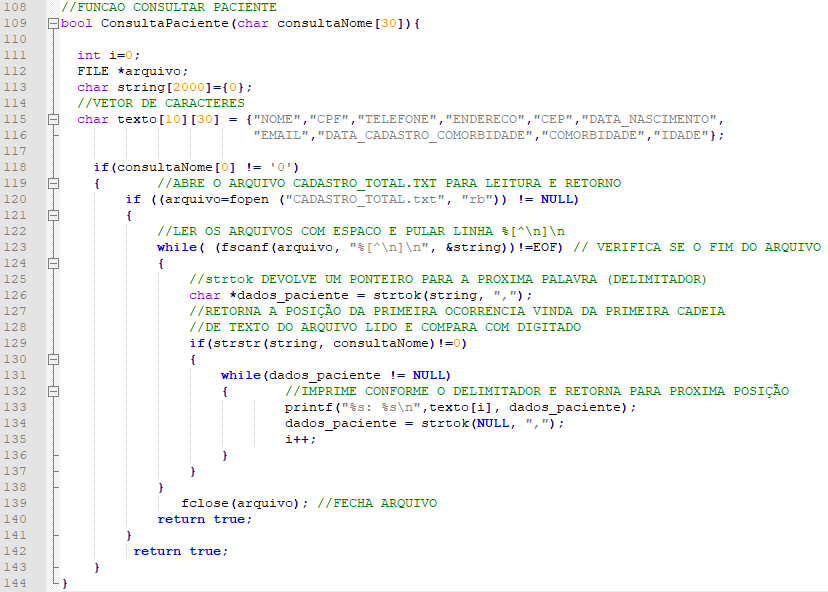 108 //FUNCAO CONSULTAR PACIENTE
109 bool ConsultaPaciente(char consultaNome[30]){
110
111 int i=0;
112 FILE *arquivo;
113 char string[2000]={0};
114 //VETOR DE CARACTERES
115 char texto[10][30] = {"NOME","CPF","TELEFONE","ENDERECO","CEP","DATA_NASCIMENTO",
116 "EMAIL","DATA_CADASTRO_COMORBIDADE","COMORBIDADE","IDADE"};
117
118 if(consultaNome[0] != '0')
119 { //ABRE O ARQUIVO CADASTRO_TOTAL.TXT PARA LEITURA E RETORNO
120 if ((arquivo=fopen ("CADASTRO_TOTAL.txt", "rb")) != NULL)
121 {
122 //LER OS ARQUIVOS COM ESPACO E PULAR LINHA %[^\n]\n
123 while( (fscanf(arquivo, "%[^\n]\n", &string))!=EOF) // VERIFICA SE O FIM DO ARQUIVO
124 {
125 //strtok DEVOLVE UM PONTEIRO PARA A PROXIMA PALAVRA (DELIMITADOR)
126 char *dados_paciente = strtok(string, ",");
127 //RETORNA A POSIÇÃO DA PRIMEIRA OCORRENCIA VINDA DA PRIMEIRA CADEIA
128 //DE TEXTO DO ARQUIVO LIDO E COMPARA COM DIGITADO
129 if(strstr(string, consultaNome)!=0)
130 {
131 while(dados_paciente != NULL)
132 { //IMPRIME CONFORME O DELIMITADOR E RETORNA PARA PROXIMA POSIÇÃO
133 printf("%s: %s\n",texto[i], dados_paciente);
134 dados_paciente = strtok(NULL, ",");
135 i++;
136 }
137 }
138 }
139 fclose(arquivo); //FECHA ARQUIVO
140 return true;
141 }
142 return true;
143 }
144 }